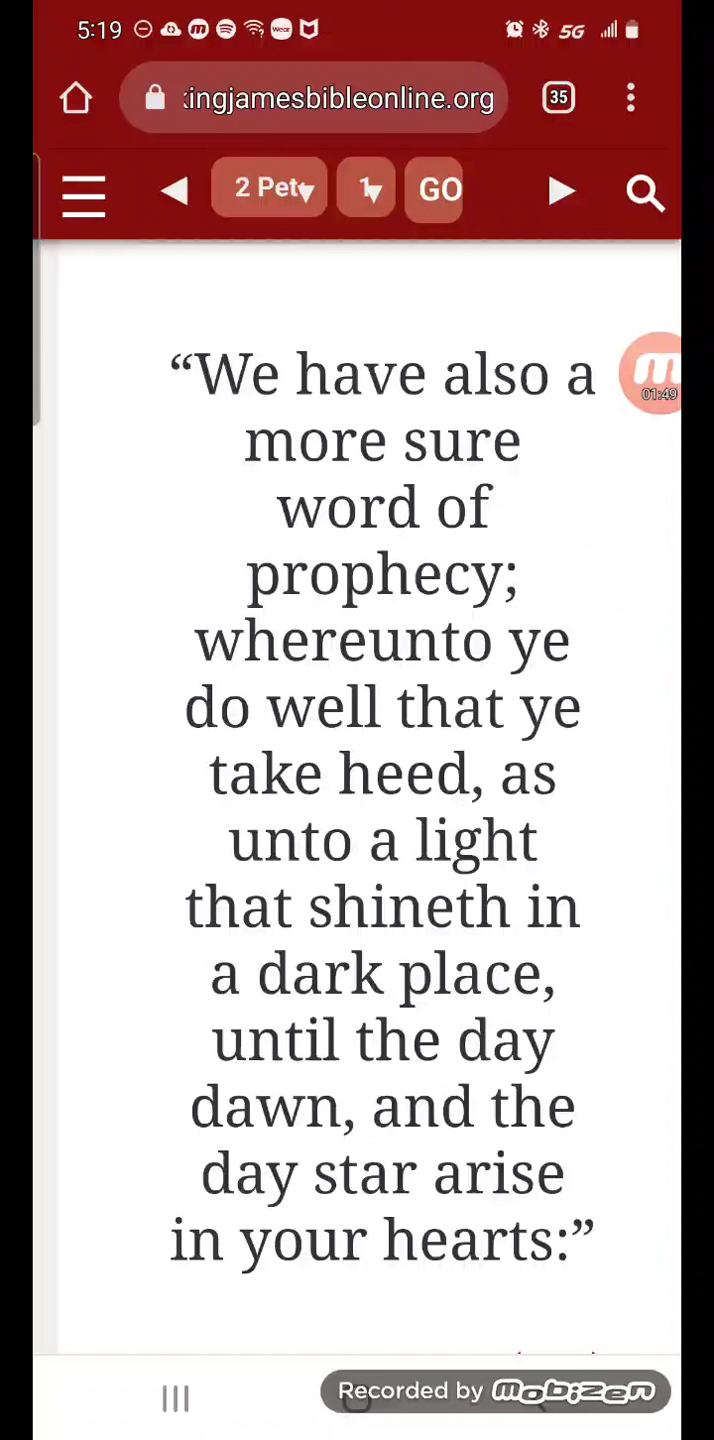 5:19 Wear 5G
:ingjamesbibleonline.org 35
2 Pet 1 GO
“We have also a
01:49
more sure
word of
prophecy;
whereunto ye
do well that ye
take heed, as
unto a light
that shineth in
a dark place,
until the day
dawn, and the
day star arise
in your hearts:”
Recorded by mobizen